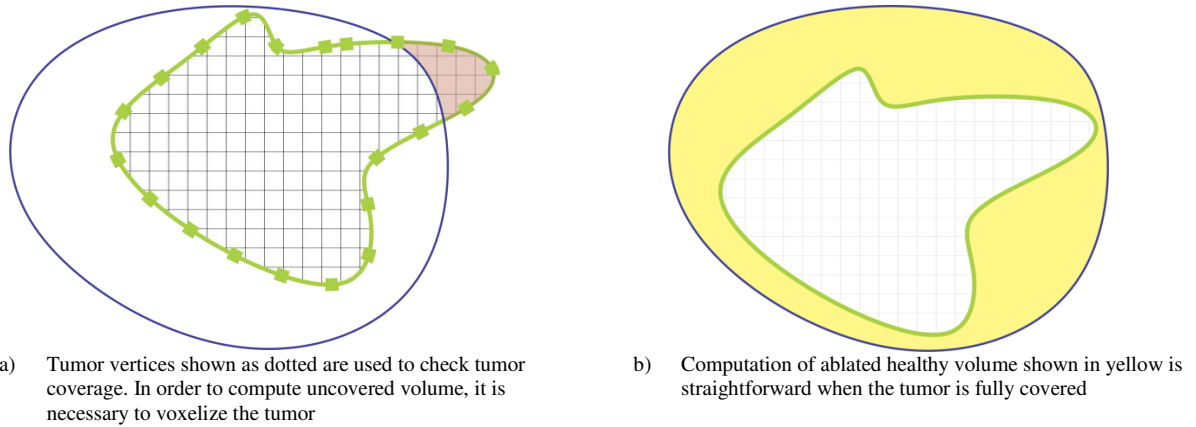 a) Tumor vertices shown as dotted are used to check tumor
coverage. In order to compute uncovered volume, it is
necessary to voxelize the tumor
b) Computation of ablated healthy volume shown in yellow is
straightforward when the tumor is fully covered